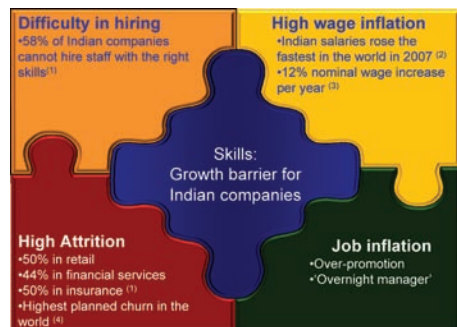 Difficulty in hiring
•58% of Indian companies
cannot hire staff with the right
skills(1)
High wage inflation
•Indian salaries rose the
fastest in the world in 2007 (2)
•12% nominal wage increase
per year (3)
Skills:
Growth barrier for
Indian companies
High Attrition
•50% in retail
•44% in financial services
•50% in insurance (1)
•Highest planned churn in the
world (4)
Job inflation
•Over-promotion
•'Overnight manager'